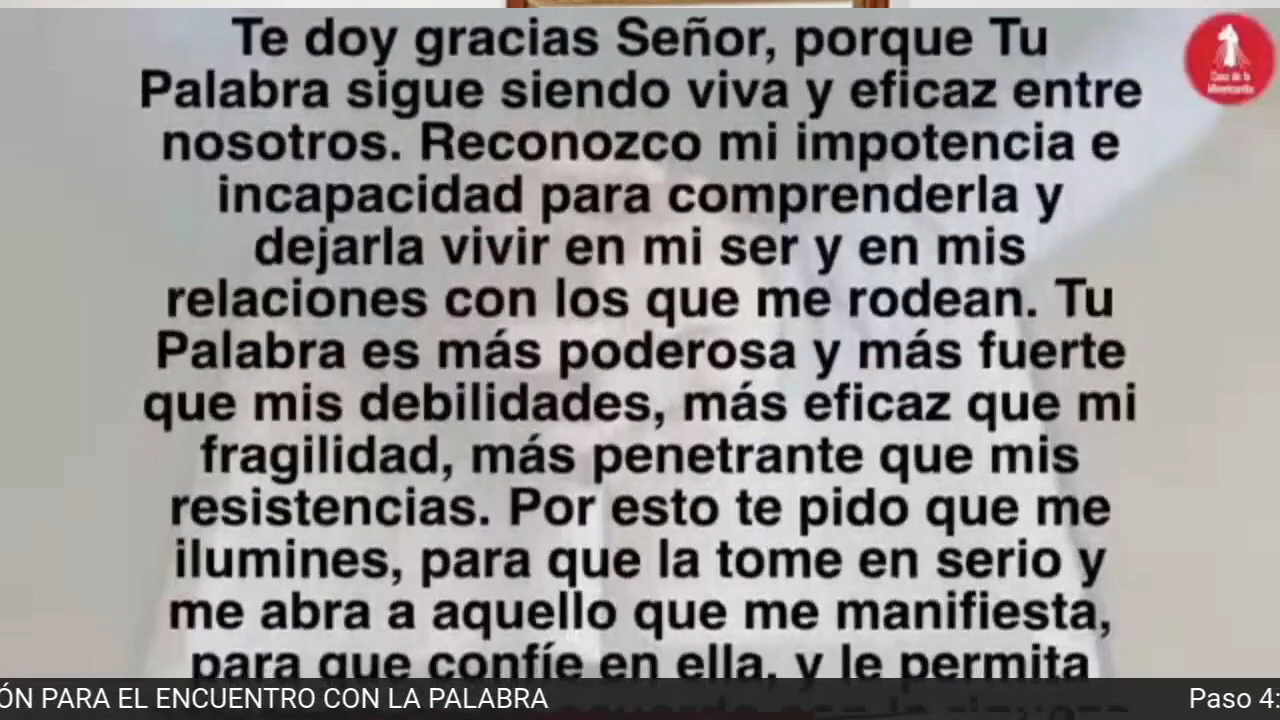 Te doy gracias Señor, porque Tu
Palabra sigue siendo viva y eficaz entre
nosotros. Reconozco mi impotencia e
incapacidad para comprenderla y
dejarla vivir en mi ser y en mis
relaciones con los que me rodean. Tu
Palabra es más poderosa y más fuerte
que mis debilidades, más eficaz que mi
fragilidad, más penetrante que mis
resistencias. Por esto te pido que me
ilumines, para que la tome en serio y
me abra a aquello que me manifiesta,
para que confíe en ella, y le permita
ÓN PARA EL ENCUENTRO CON LA PALABRA
Paso 4:
Casa de la
Misericordia